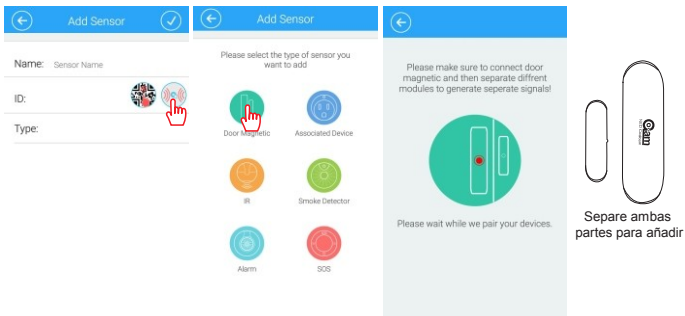 Add Sensor
Name: Sensor Name
ID:
Type:
Add Sensor
Please select the type of sensor you
want to add
Door Magnetic
Associated Device
IR
Smoke Detector
Alarm
SOS
Please make sure to connect door
magnetic and then separate diffrent
modules to generate seperate signals!
Please wait while we pair your devices.
Separe ambas
partes para añadir